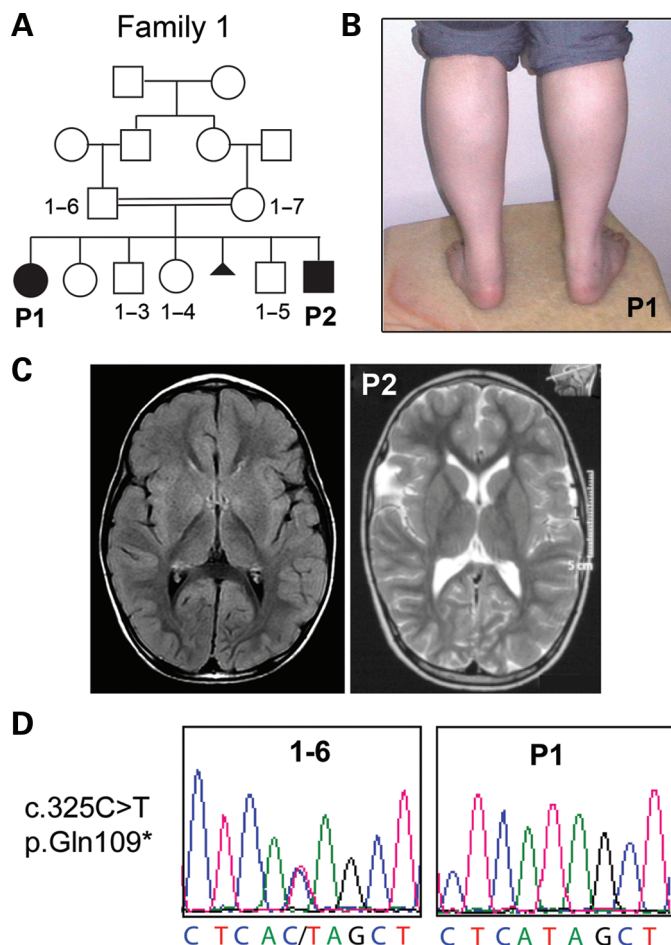 A
Family 1
1–6
1–7
P1
1–3
1–4
1–5
P2
B
P1
C
P2
L
5 cm
D
c.325C>T
p.Gln109*
1-6
P1
C T C A C/T A G C T
C T C A T A G C T